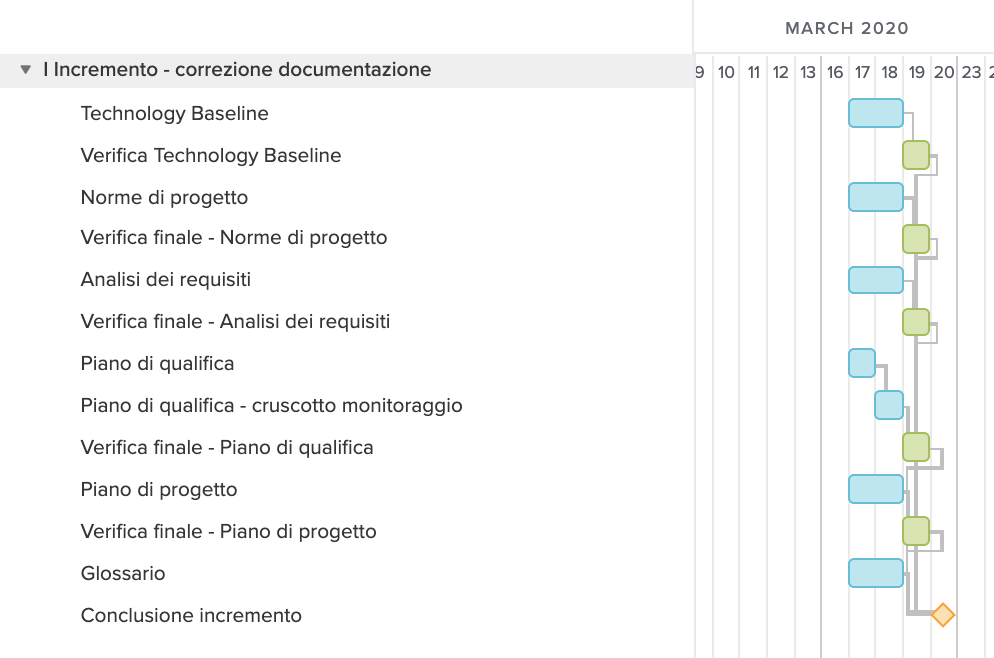 MARCH 2020
▼ I Incremento - correzione documentazione
9 10 11 12 13 16 17 18 19 20 23 2
Technology Baseline
Verifica Technology Baseline
Norme di progetto
Verifica finale - Norme di progetto
Analisi dei requisiti
Verifica finale - Analisi dei requisiti
Piano di qualifica
Piano di qualifica - cruscotto monitoraggio
Verifica finale - Piano di qualifica
Piano di progetto
Verifica finale - Piano di progetto
Glossario
Conclusione incremento